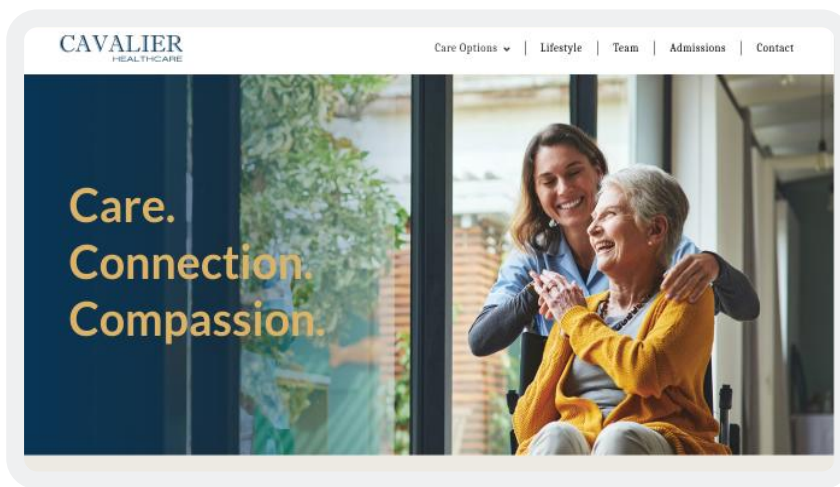 CAVALIER
HEALTHCARE
Care Options | Lifestyle | Team | Admissions | Contact
Care.
Connection.
Compassion.